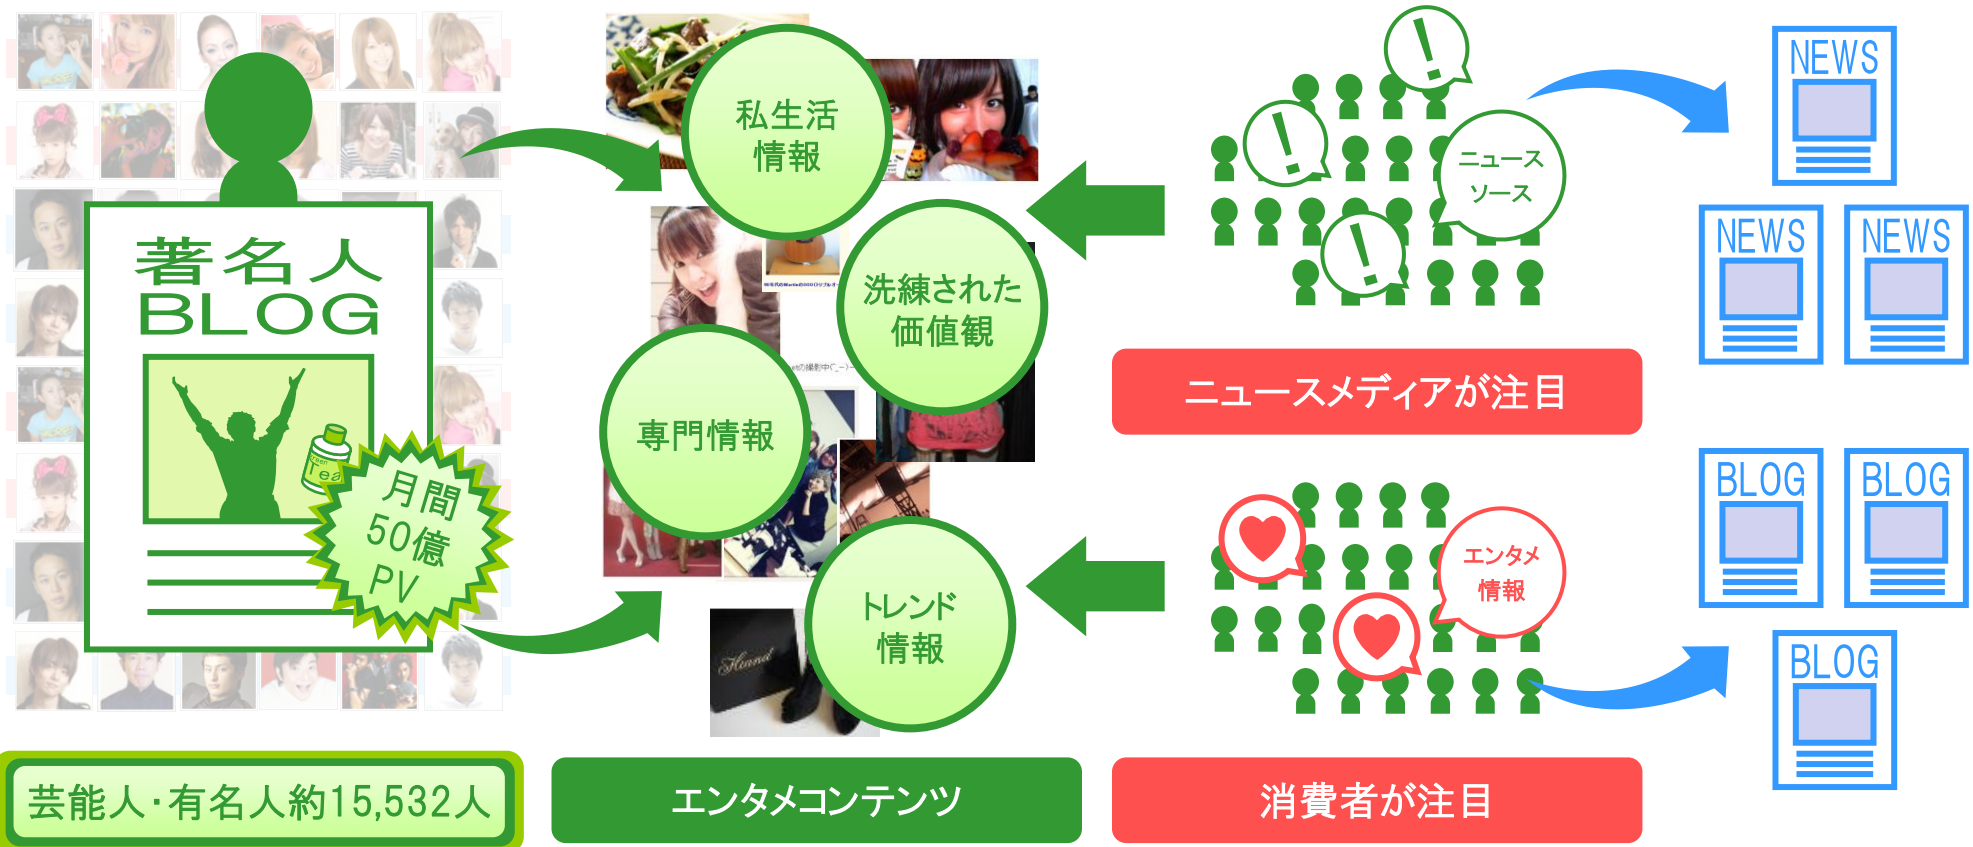 著名人
BLOG
Green
Tea
月間
50億
PV
芸能人・有名人約15,532人
私生活
情報
洗練された
価値観
専門情報
トレンド
情報
エンタメコンテンツ
!
!
!
ニュース
ソース
ニュースメディアが注目
エンタメ
情報
消費者が注目
NEWS
NEWS
NEWS
BLOG
BLOG
BLOG